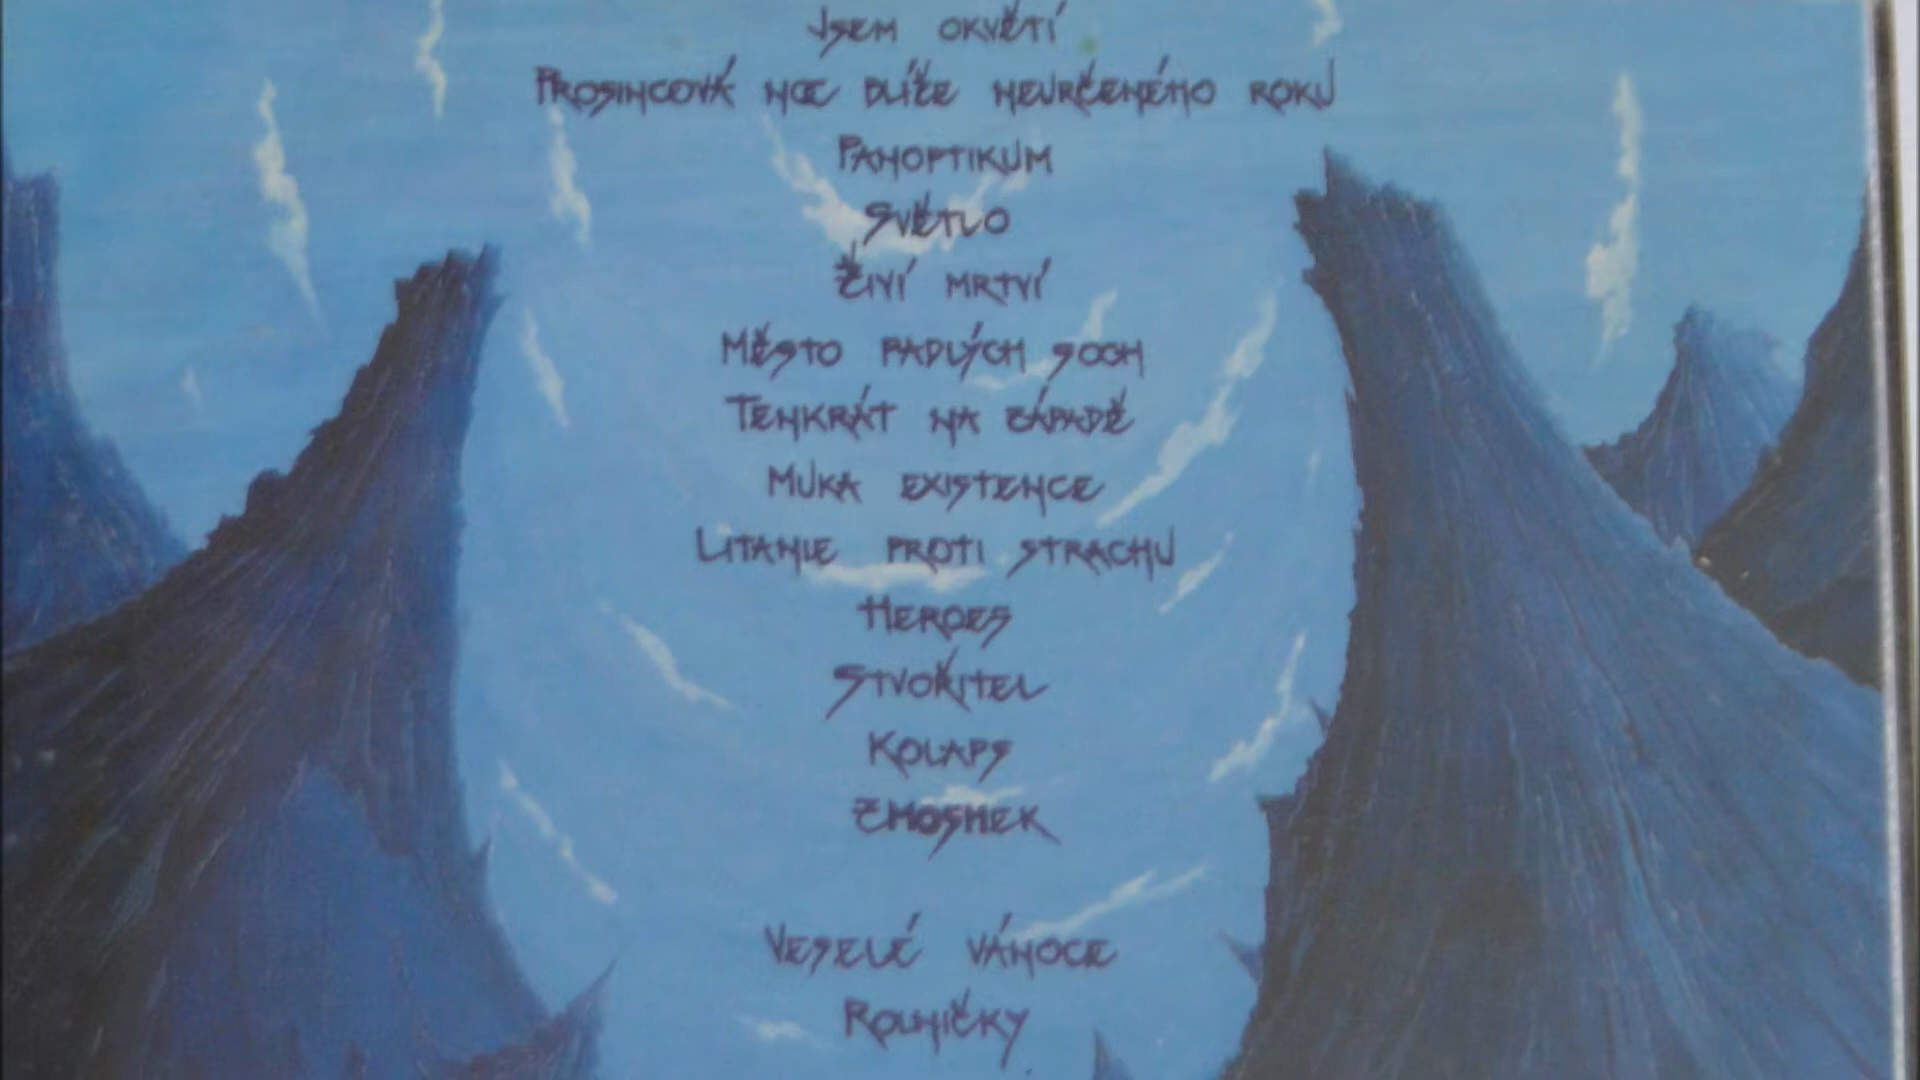 Jsem okvětí
Prosincová noc blíže neurčeného roku
Panoptikum
Světlo
Živí mrtví
Město padlých soch
Tenkrát na západě
Muka existence
Litanie proti strachu
Heroes
Stvořitel
Kolaps
Zmosnek
Veselé vánoce
Rolničky